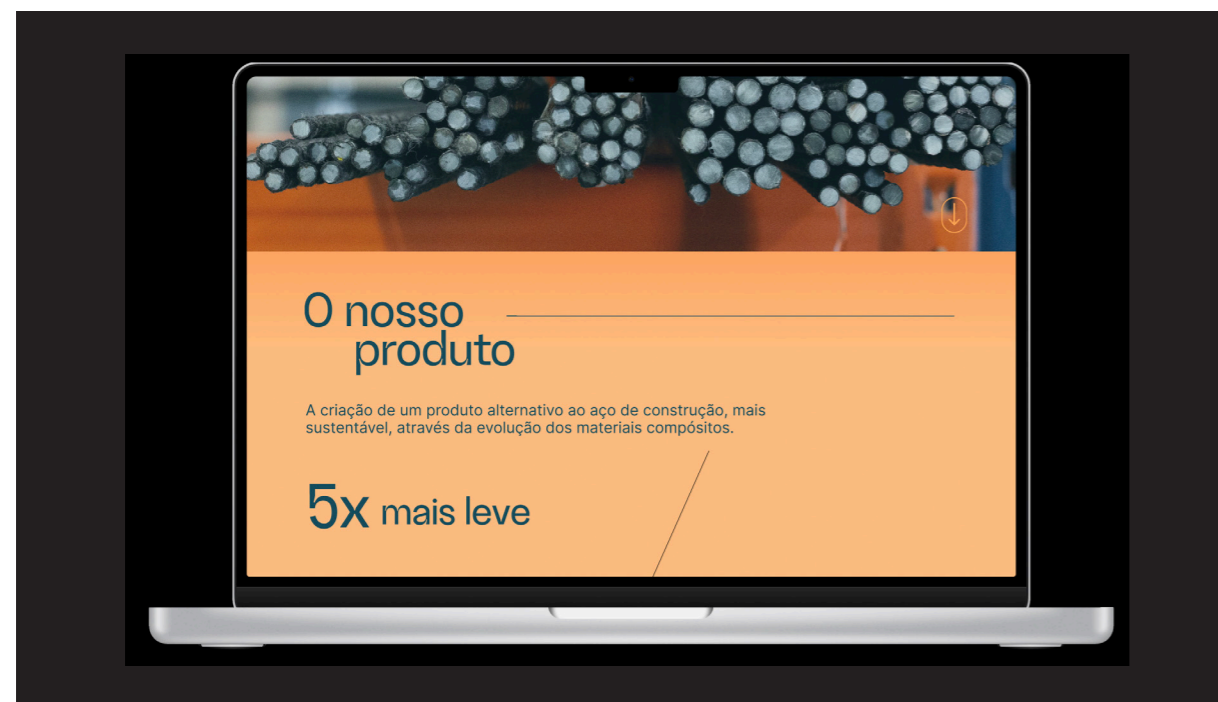 O nosso
produto
A criação de um produto alternativo ao aço de construção, mais
sustentável, através da evolução dos materiais compósitos.
5x mais leve